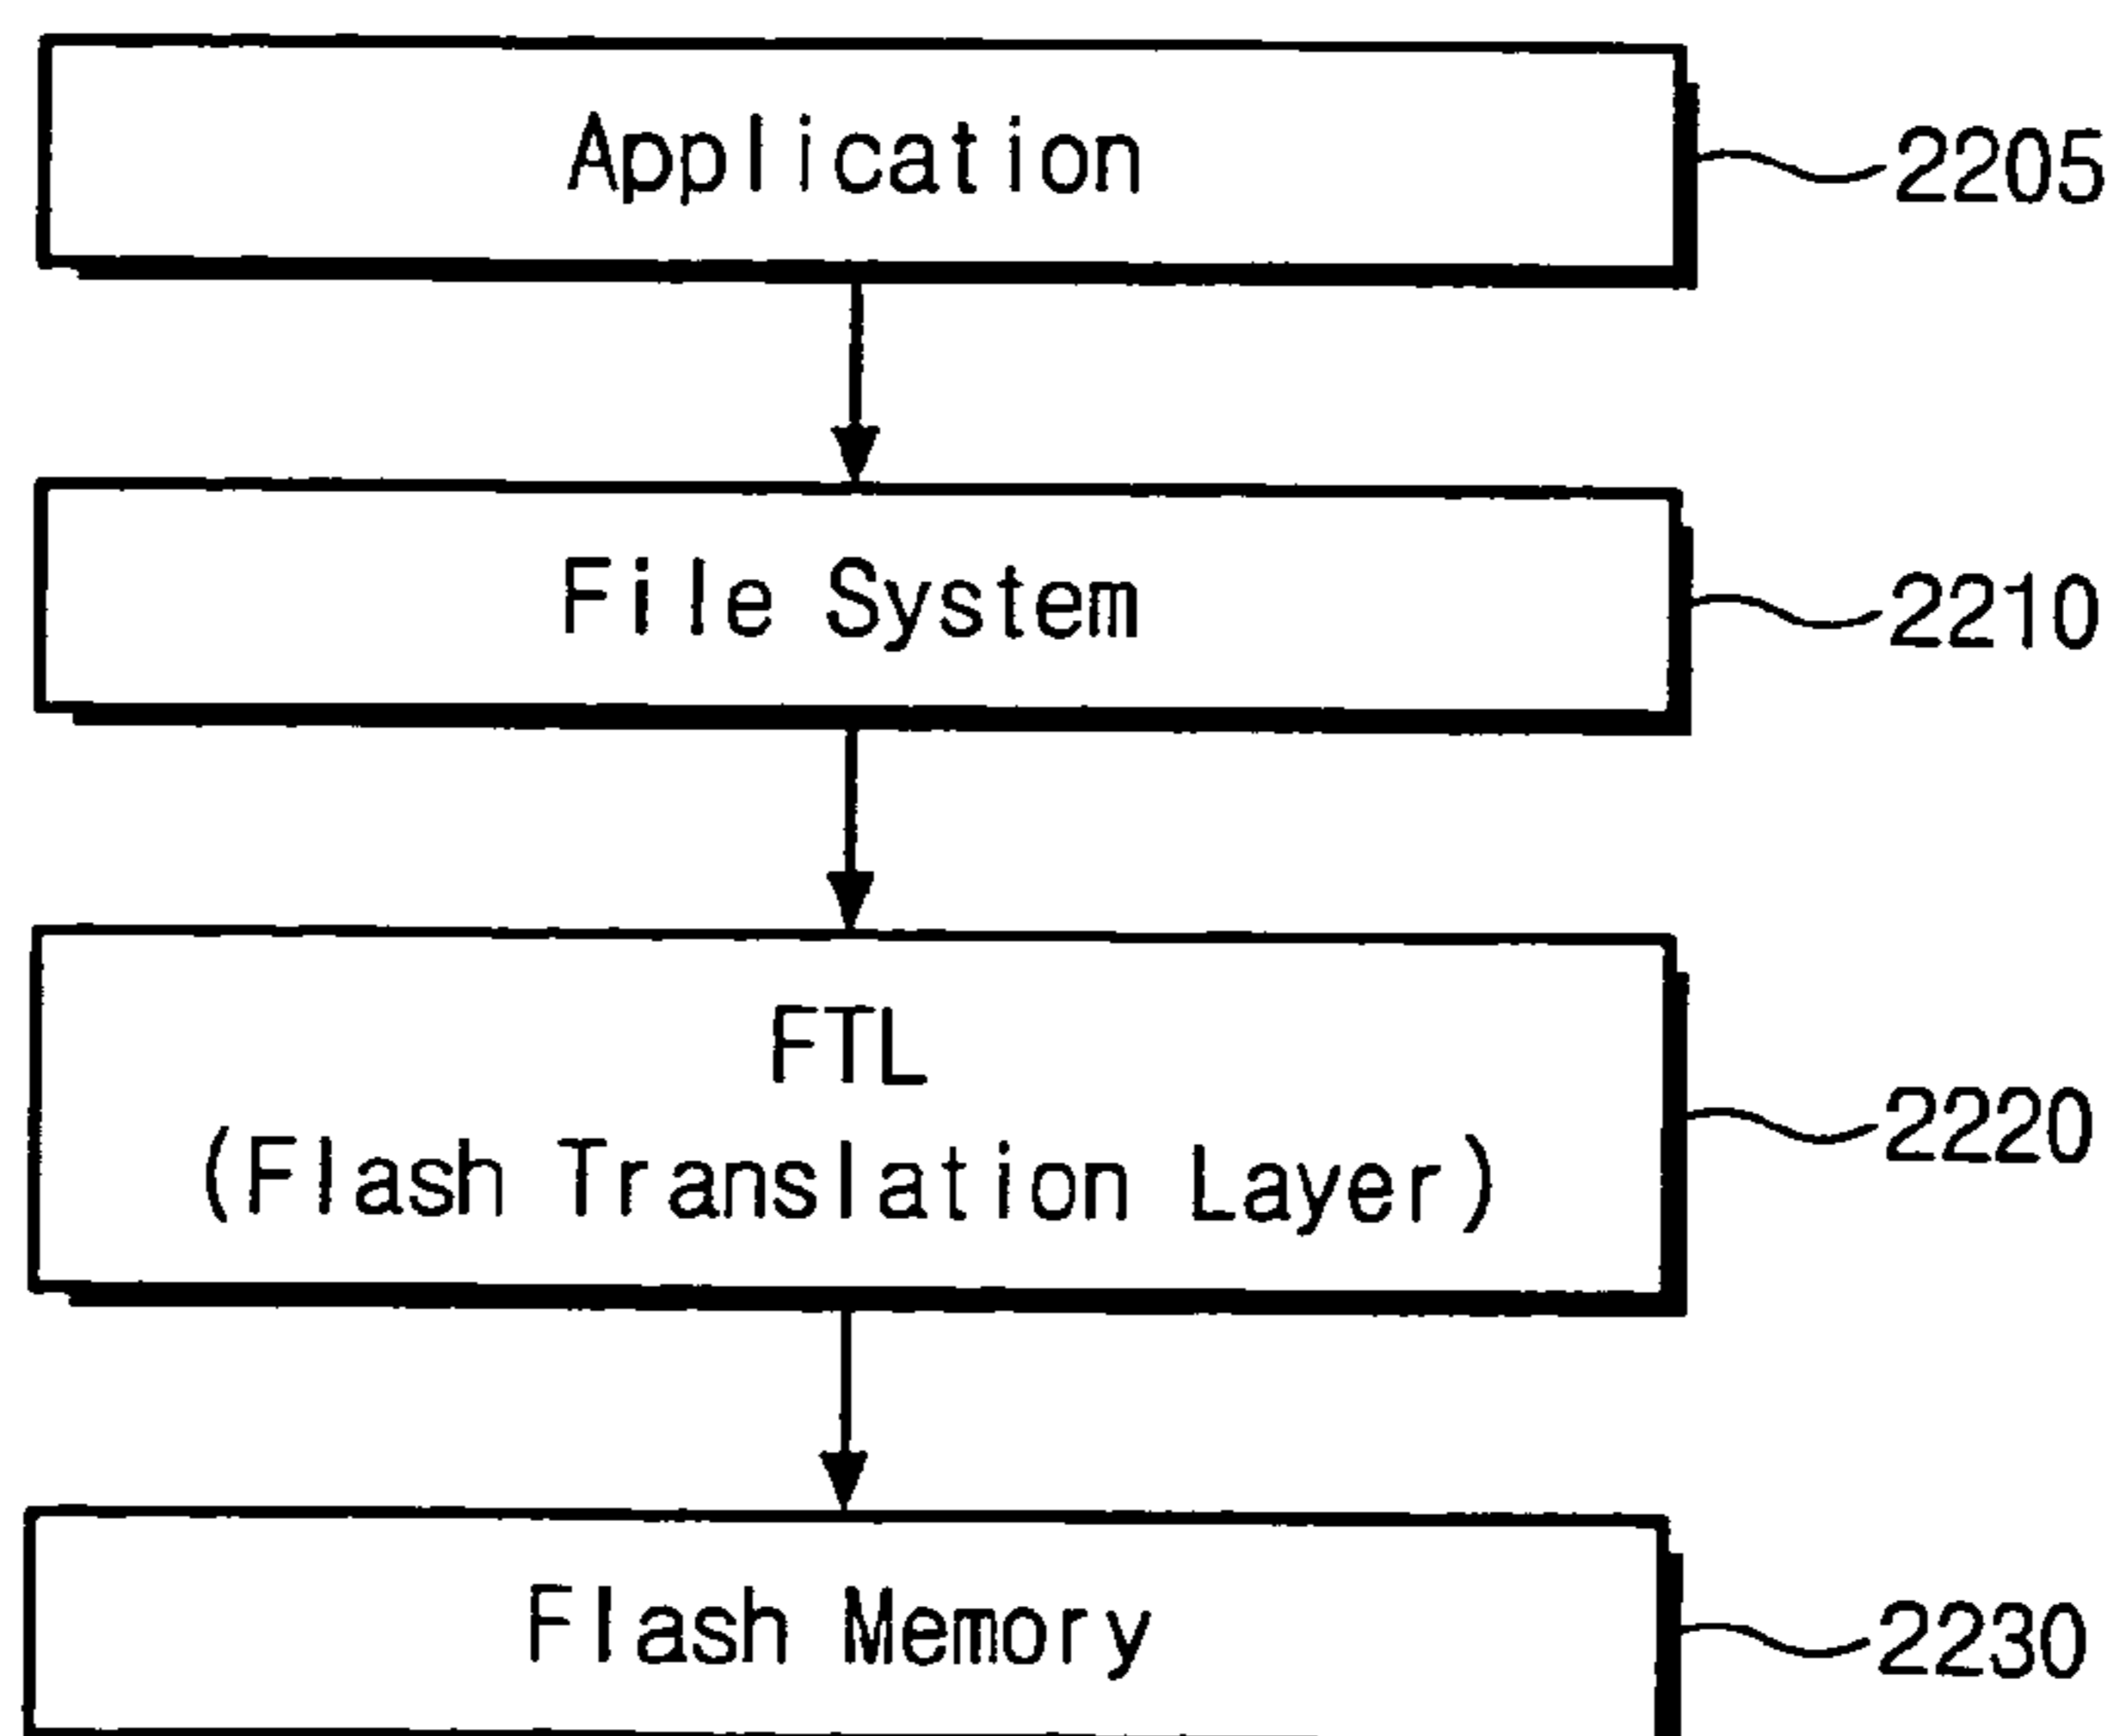 Application
2205
File System
2210
FTL
(Flash Translation Layer)
2220
Flash Memory
2230